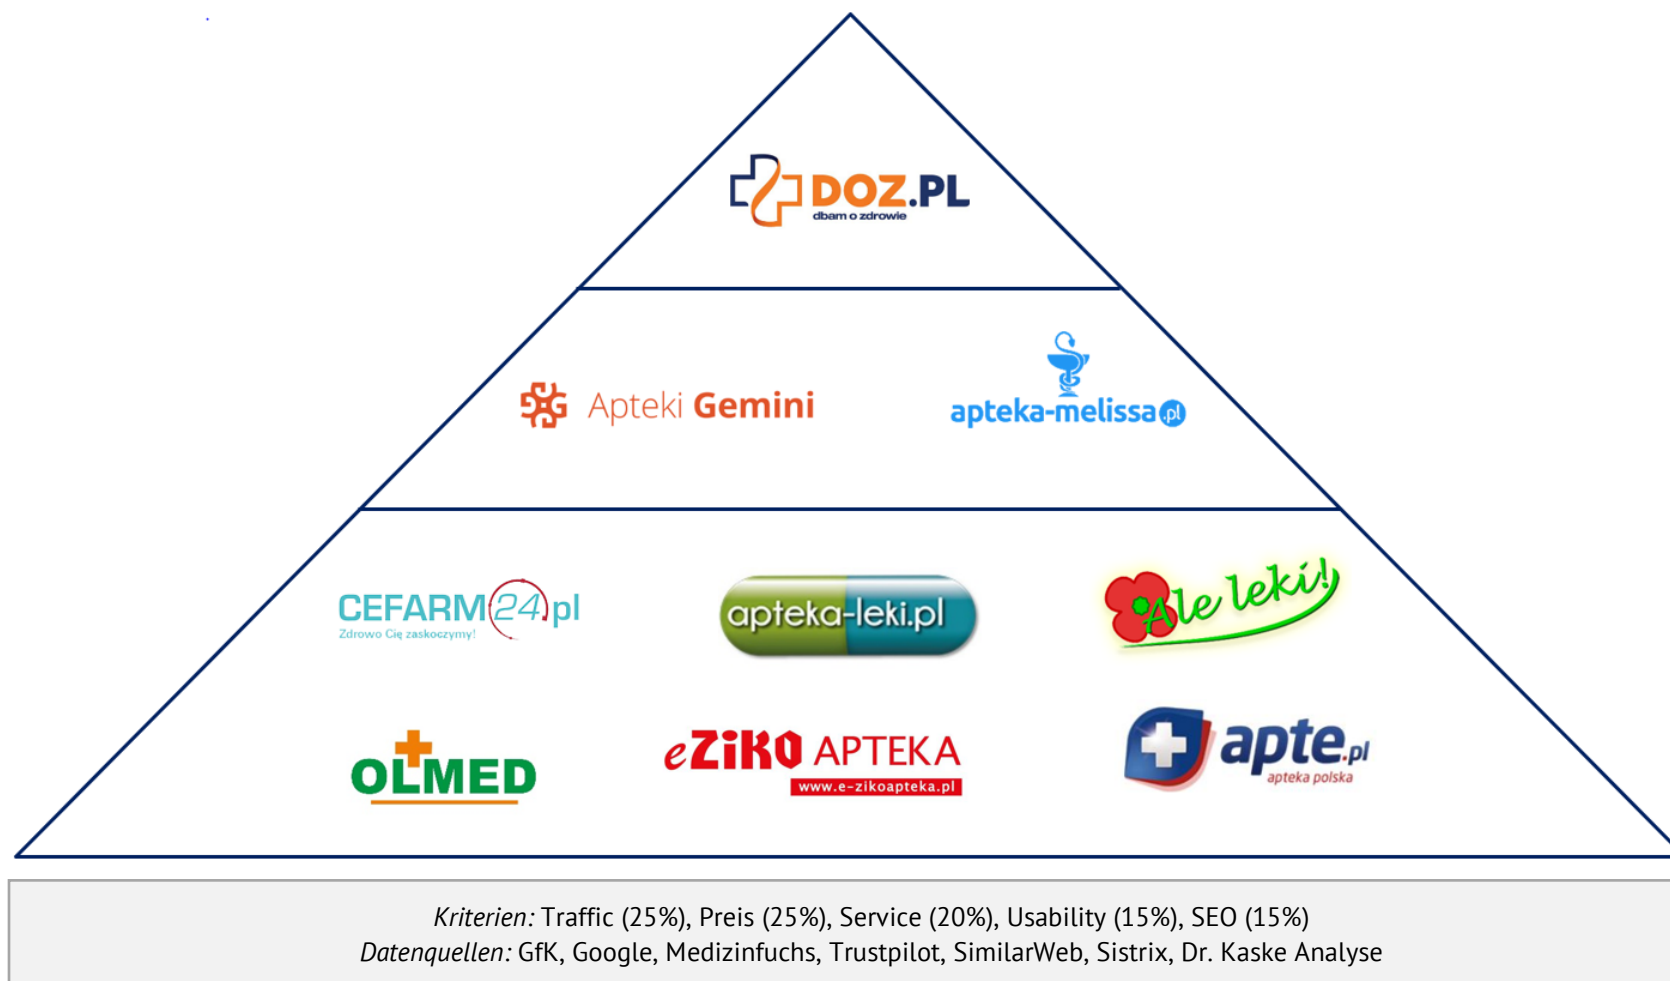 DOZ.PL
dbam o zdrowie
Apteki Gemini
apteka-melissa.pl
CEFARM24.pl
Zdrowo Cię zaskoczymy!
apteka-leki.pl
Ale leki!
OLMED
eZiKO APTEKA
www.e-zikoapteka.pl
apte.pl
apteka polska
Kriterien: Traffic (25%), Preis (25%), Service (20%), Usability (15%), SEO (15%)
Datenquellen: GfK, Google, Medizinfuchs, Trustpilot, SimilarWeb, Sistrix, Dr. Kaske Analyse